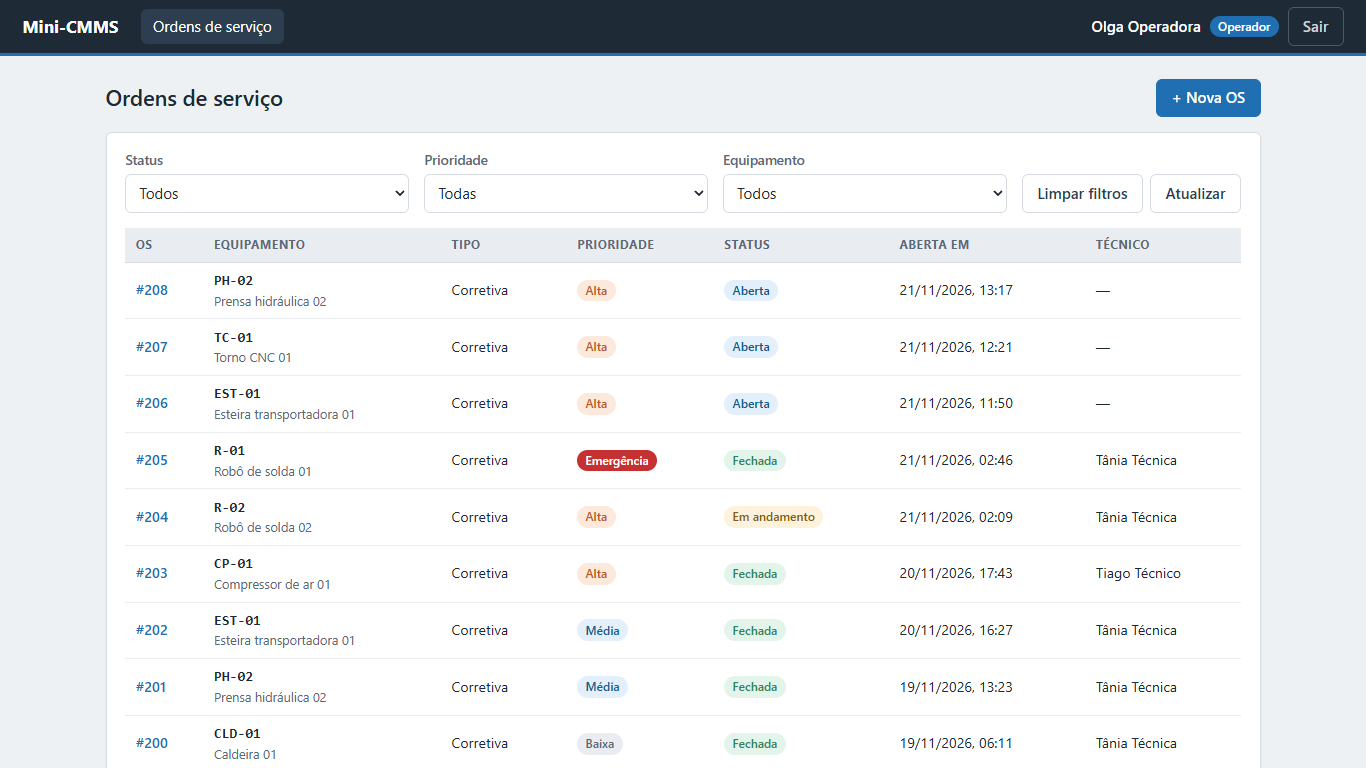 Mini-CMMS Ordens de serviço Olga Operadora Operador Sair
Ordens de serviço + Nova OS
Status Prioridade Equipamento
Todos Todas Todos Limpar filtros Atualizar
OS EQUIPAMENTO TIPO PRIORIDADE STATUS ABERTA EM TÉCNICO
#208 PH-02 Corretiva Alta Aberta 21/11/2026, 13:17 —
Prensa hidráulica 02
#207 TC-01 Corretiva Alta Aberta 21/11/2026, 12:21 —
Torno CNC 01
#206 EST-01 Corretiva Alta Aberta 21/11/2026, 11:50 —
Esteira transportadora 01
#205 R-01 Corretiva Emergência Fechada 21/11/2026, 02:46 Tânia Técnica
Robô de solda 01
#204 R-02 Corretiva Alta Em andamento 21/11/2026, 02:09 Tânia Técnica
Robô de solda 02
#203 CP-01 Corretiva Alta Fechada 20/11/2026, 17:43 Tiago Técnico
Compressor de ar 01
#202 EST-01 Corretiva Média Fechada 20/11/2026, 16:27 Tânia Técnica
Esteira transportadora 01
#201 PH-02 Corretiva Média Fechada 19/11/2026, 13:23 Tânia Técnica
Prensa hidráulica 02
#200 CLD-01 Corretiva Baixa Fechada 19/11/2026, 06:11 Tânia Técnica
Caldeira 01